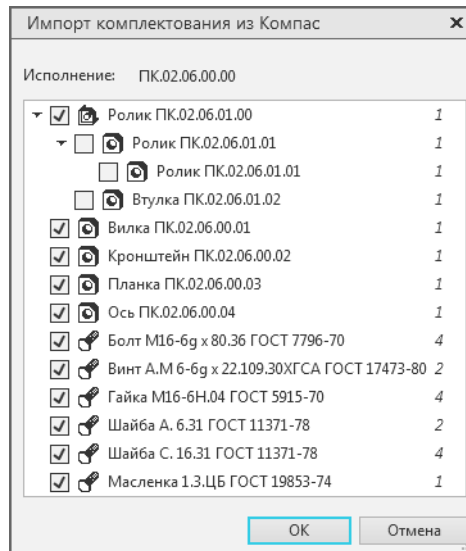 Импорт комплектования из Компас
Исполнение: ПК.02.06.00.00
Ролик ПК.02.06.01.00 1
Ролик ПК.02.06.01.01 1
Ролик ПК.02.06.01.01 1
Втулка ПК.02.06.01.02 1
Вилка ПК.02.06.00.01 1
Кронштейн ПК.02.06.00.02 1
Планка ПК.02.06.00.03 1
Ось ПК.02.06.00.04 1
Болт М16-6g х 80.36 ГОСТ 7796-70 4
Винт А.М 6-6g х 22.109.30ХГСА ГОСТ 17473-80 2
Гайка М16-6Н.04 ГОСТ 5915-70 4
Шайба А. 6.31 ГОСТ 11371-78 2
Шайба С. 16.31 ГОСТ 11371-78 4
Масленка 1.3.ЦБ ГОСТ 19853-74 1
ОК Отмена